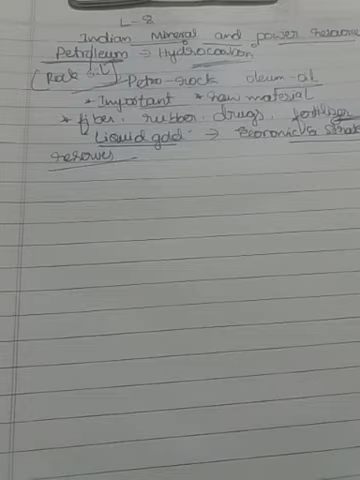 L-8
Indian Mineral and power resource
Petroleum → Hydrocarbon
(Rock oil) Petro-rock oleum-oil
* Important * raw material
* fiber. rubber. drugs. fertilizer
"Liquid gold" → Economic &
reserves